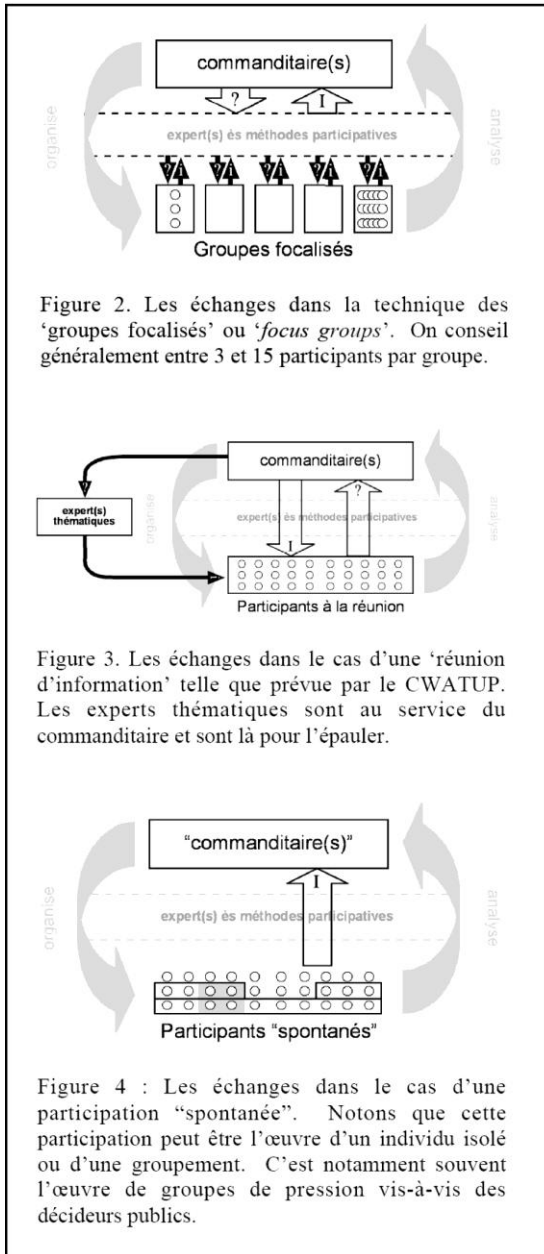 commanditaire(s)
? I
organise
expert(s) ès méthodes participatives
analyse
? i ? i ? i ? i ? i
Groupes focalisés
Figure 2. Les échanges dans la technique des
‘groupes focalisés’ ou ‘focus groups’. On conseil
généralement entre 3 et 15 participants par groupe.
commanditaire(s)
?
?
expert(s)
thématiques
organise
expert(s) ès méthodes participatives
analyse
I
Participants à la réunion
Figure 3. Les échanges dans le cas d’une ‘réunion
d’information’ telle que prévue par le CWATUP.
Les experts thématiques sont au service du
commanditaire et sont là pour l’épauler.
“commanditaire(s)”
I
organise
expert(s) ès méthodes participatives
analyse
Participants “spontanés”
Figure 4 : Les échanges dans le cas d’une
participation “spontanée”. Notons que cette
participation peut être l’œuvre d’un individu isolé
ou d’une groupement. C’est notamment souvent
l’œuvre de groupes de pression vis-à-vis des
décideurs publics.